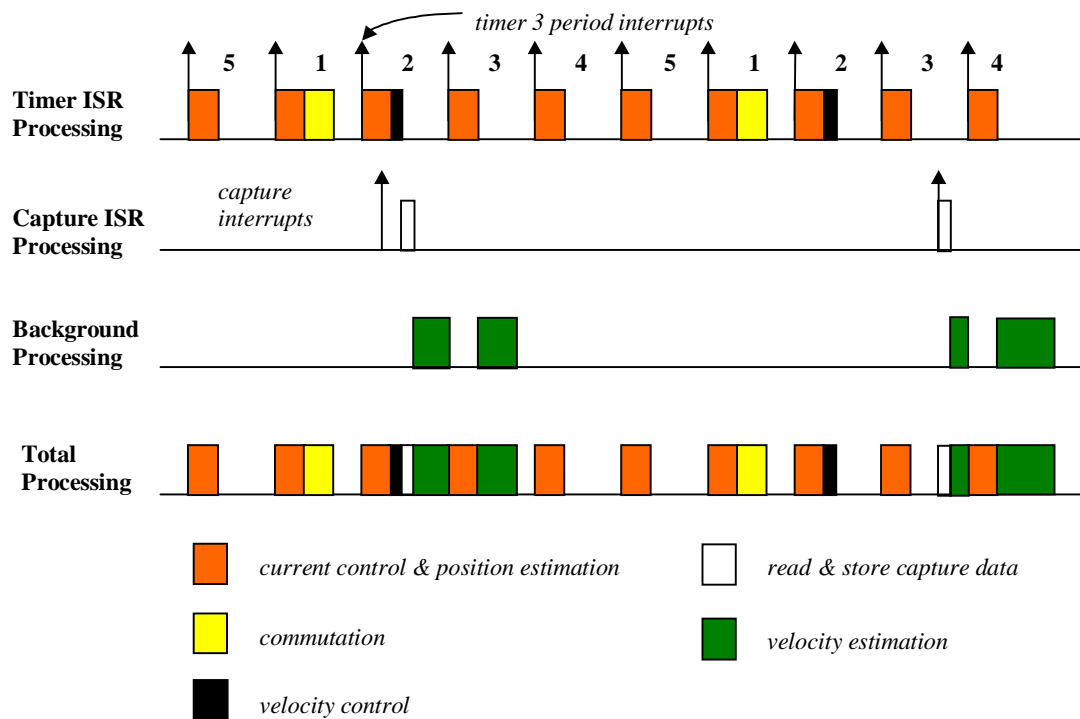 timer 3 period interrupts
5 1 2 3 4 5 1 2 3 4
Timer ISR
Processing
capture
interrupts
Capture ISR
Processing
Background
Processing
Total
Processing
current control & position estimation
read & store capture data
commutation
velocity estimation
velocity control